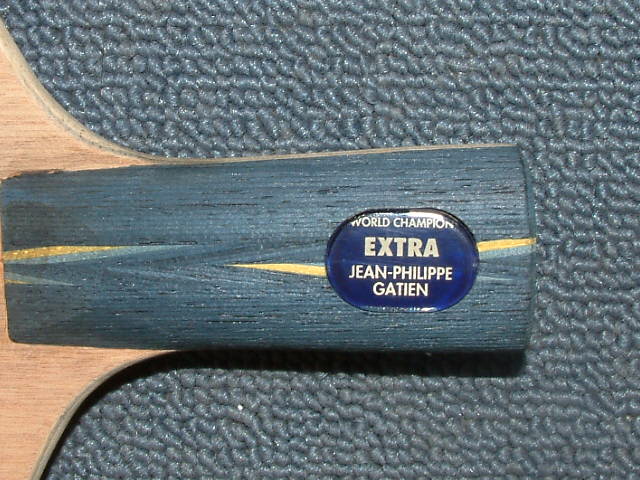 WORLD CHAMPION
EXTRA
JEAN-PHILIPPE
GATIEN